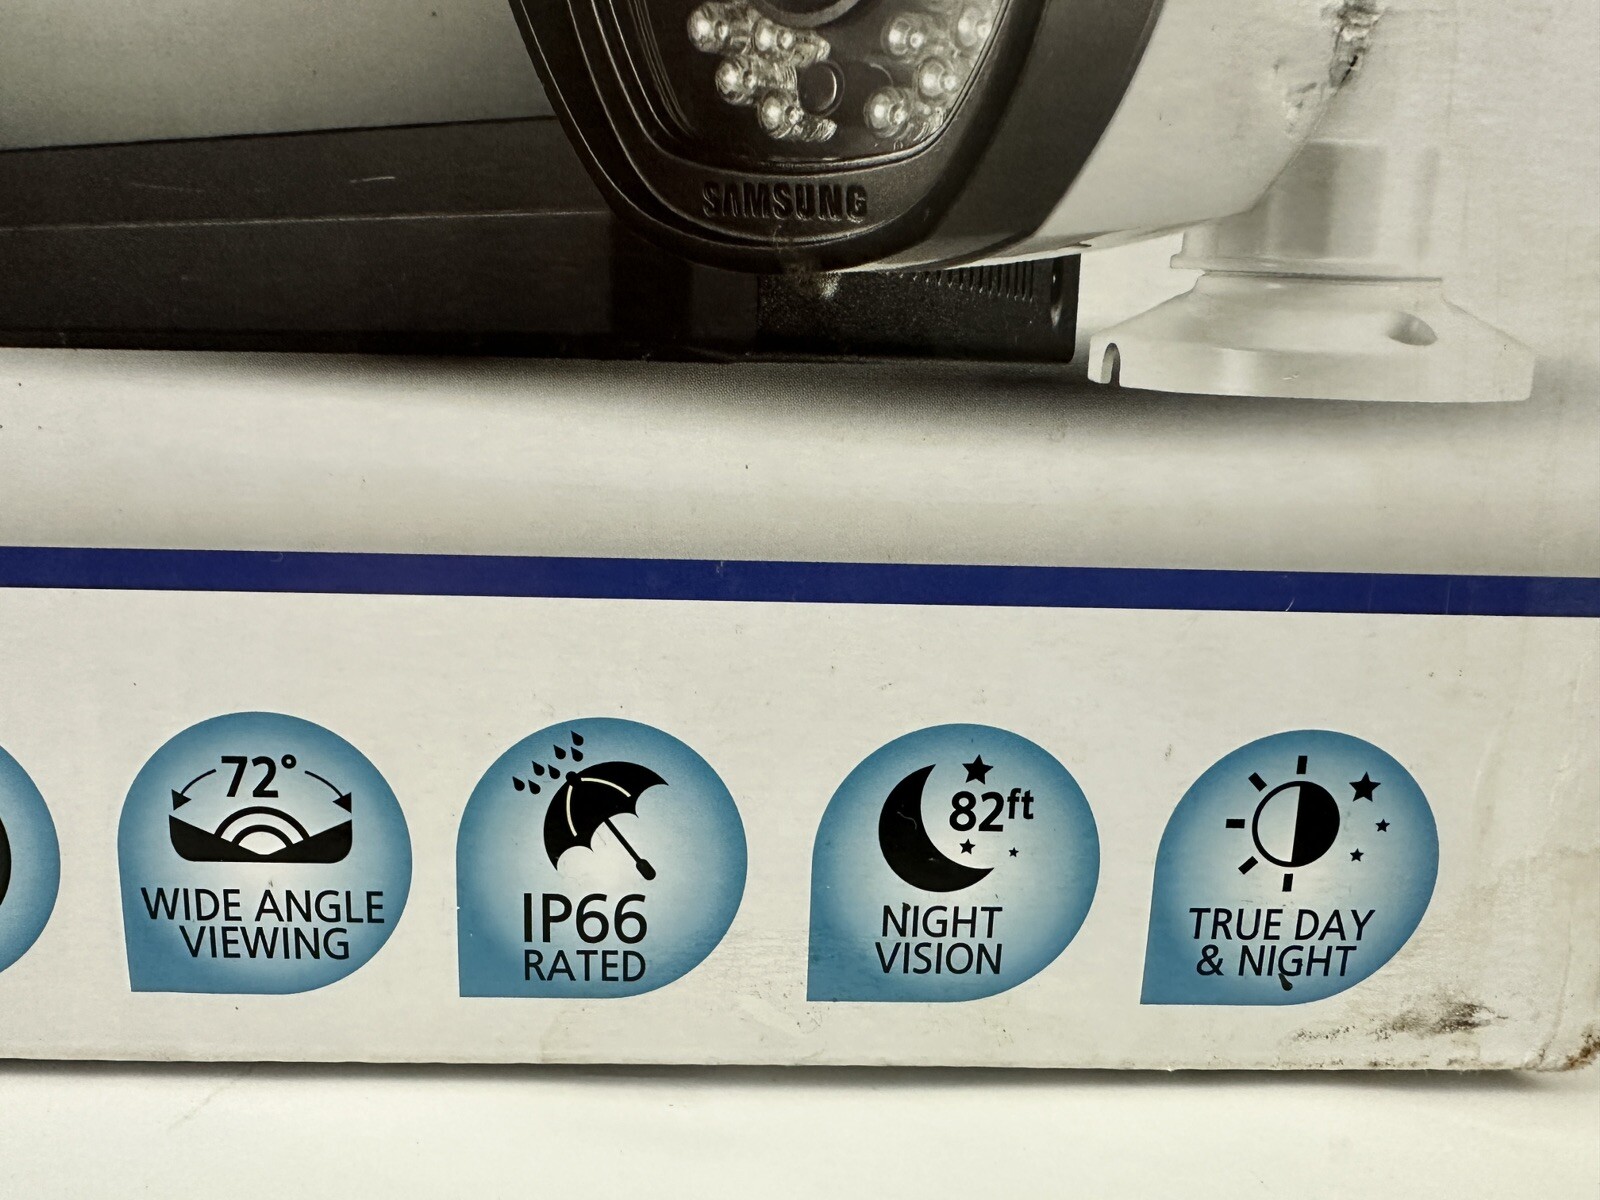 SAMSUNG
72°
WIDE ANGLE
VIEWING
IP66
RATED
82ft
NIGHT
VISION
TRUE DAY
& NIGHT